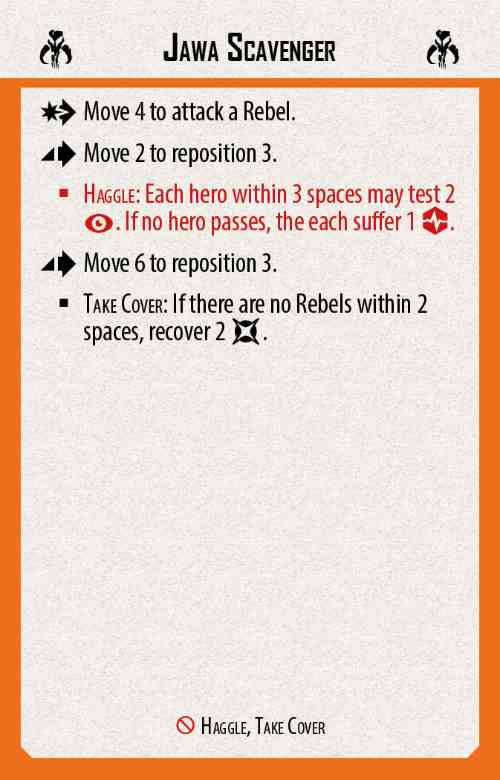 Jawa Scavenger
Move 4 to attack a Rebel.
Move 2 to reposition 3.
Haggle: Each hero within 3 spaces may test 2
. If no hero passes, the each suffer 1 .
Move 6 to reposition 3.
Take Cover: If there are no Rebels within 2
spaces, recover 2 .
Haggle, Take Cover